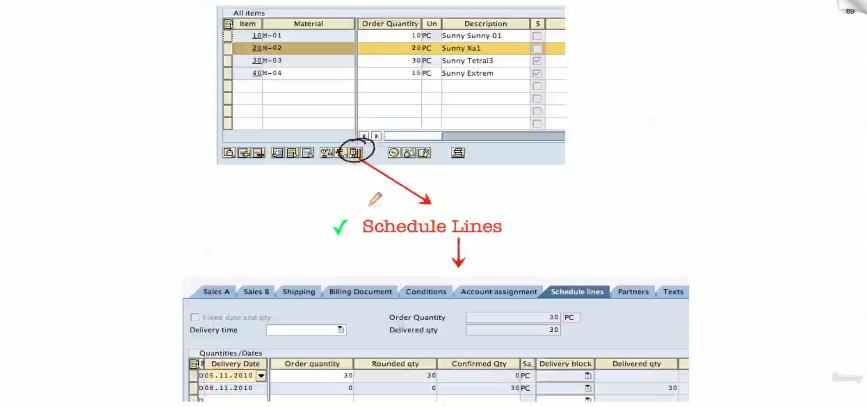 69
All items
Item Material Order Quantity Un Description S
10 M-01 10 PC Sunny Sunny 01
20 M-02 20 PC Sunny Xa1
30 M-03 30 PC Sunny Tetral3
40 M-04 15 PC Sunny Extrem
Schedule Lines
Sales A Sales B Shipping Billing Document Conditions Account assignment Schedule lines Partners Texts
Fixed date and qty Order Quantity 30 PC
Delivery time Delivered qty 30
Quantities/Dates
Delivery Date Order quantity Rounded qty Confirmed Qty Sa.. Delivery block Delivered qty
D 05.11.2010 30 30 0 PC
D 08.11.2010 0 0 30 PC 30
D
Udemy